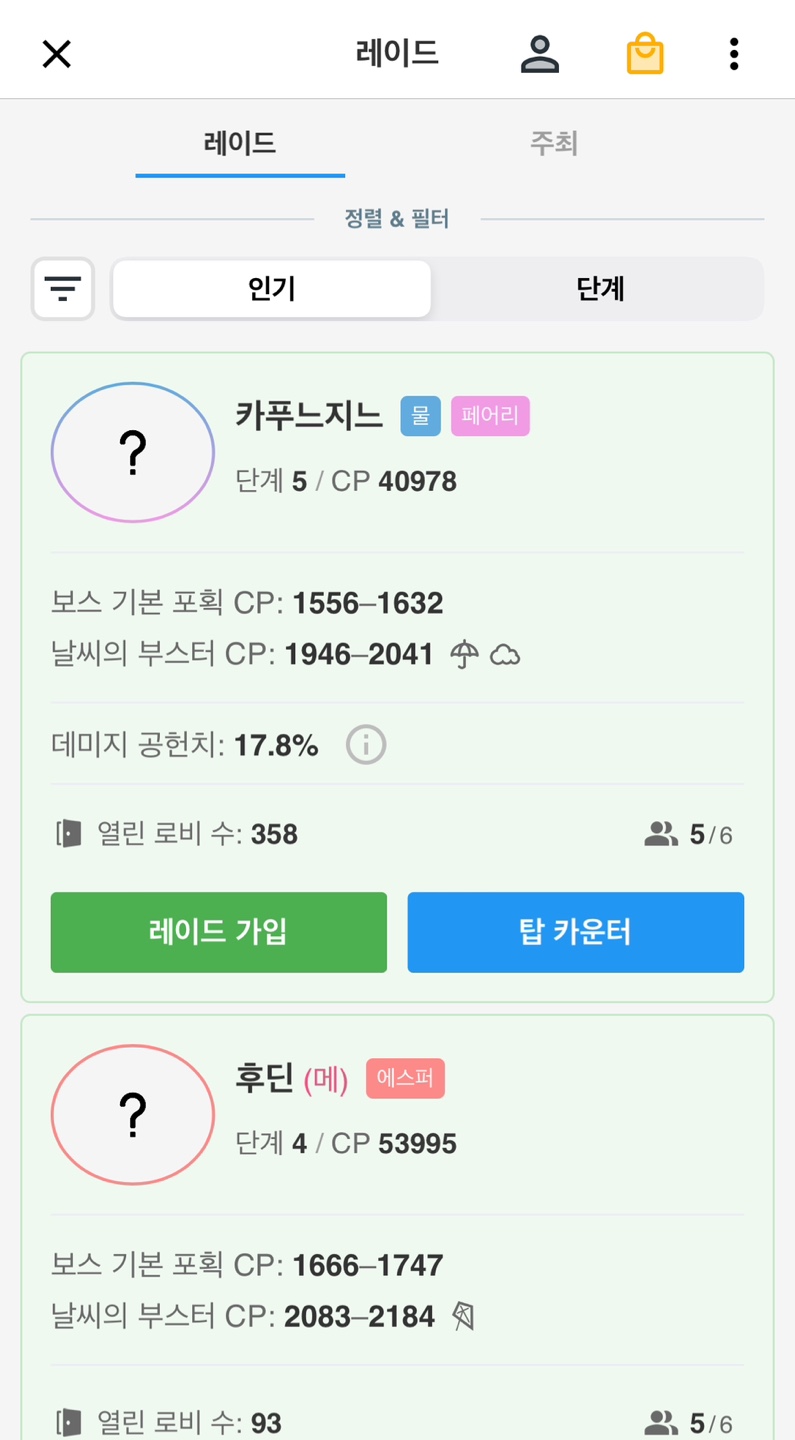 레이드
레이드 주최
정렬 & 필터
인기 단계
?
카푸느지느 물 페어리
단계 5 / CP 40978
보스 기본 포획 CP: 1556–1632
날씨의 부스터 CP: 1946–2041
데미지 공헌치: 17.8%
열린 로비 수: 358 5/6
레이드 가입 탑 카운터
?
후딘 (메) 에스퍼
단계 4 / CP 53995
보스 기본 포획 CP: 1666–1747
날씨의 부스터 CP: 2083–2184
열린 로비 수: 93 5/6